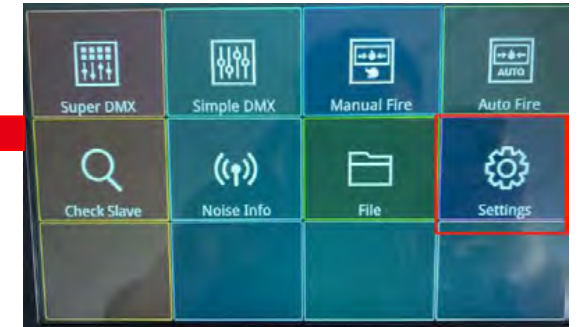 Super DMX
Simple DMX
Manual Fire
AUTO
Auto Fire
Check Slave
Noise Info
File
Settings